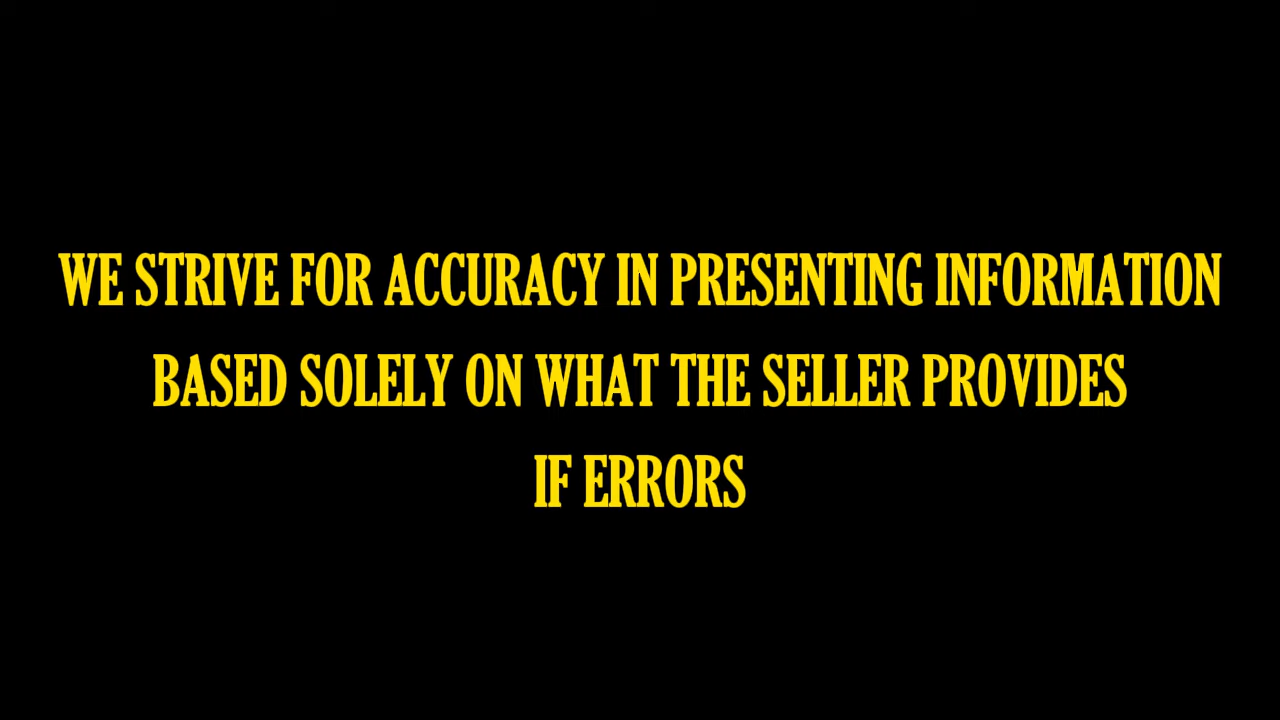 WE STRIVE FOR ACCURACY IN PRESENTING INFORMATION
BASED SOLELY ON WHAT THE SELLER PROVIDES
IF ERRORS